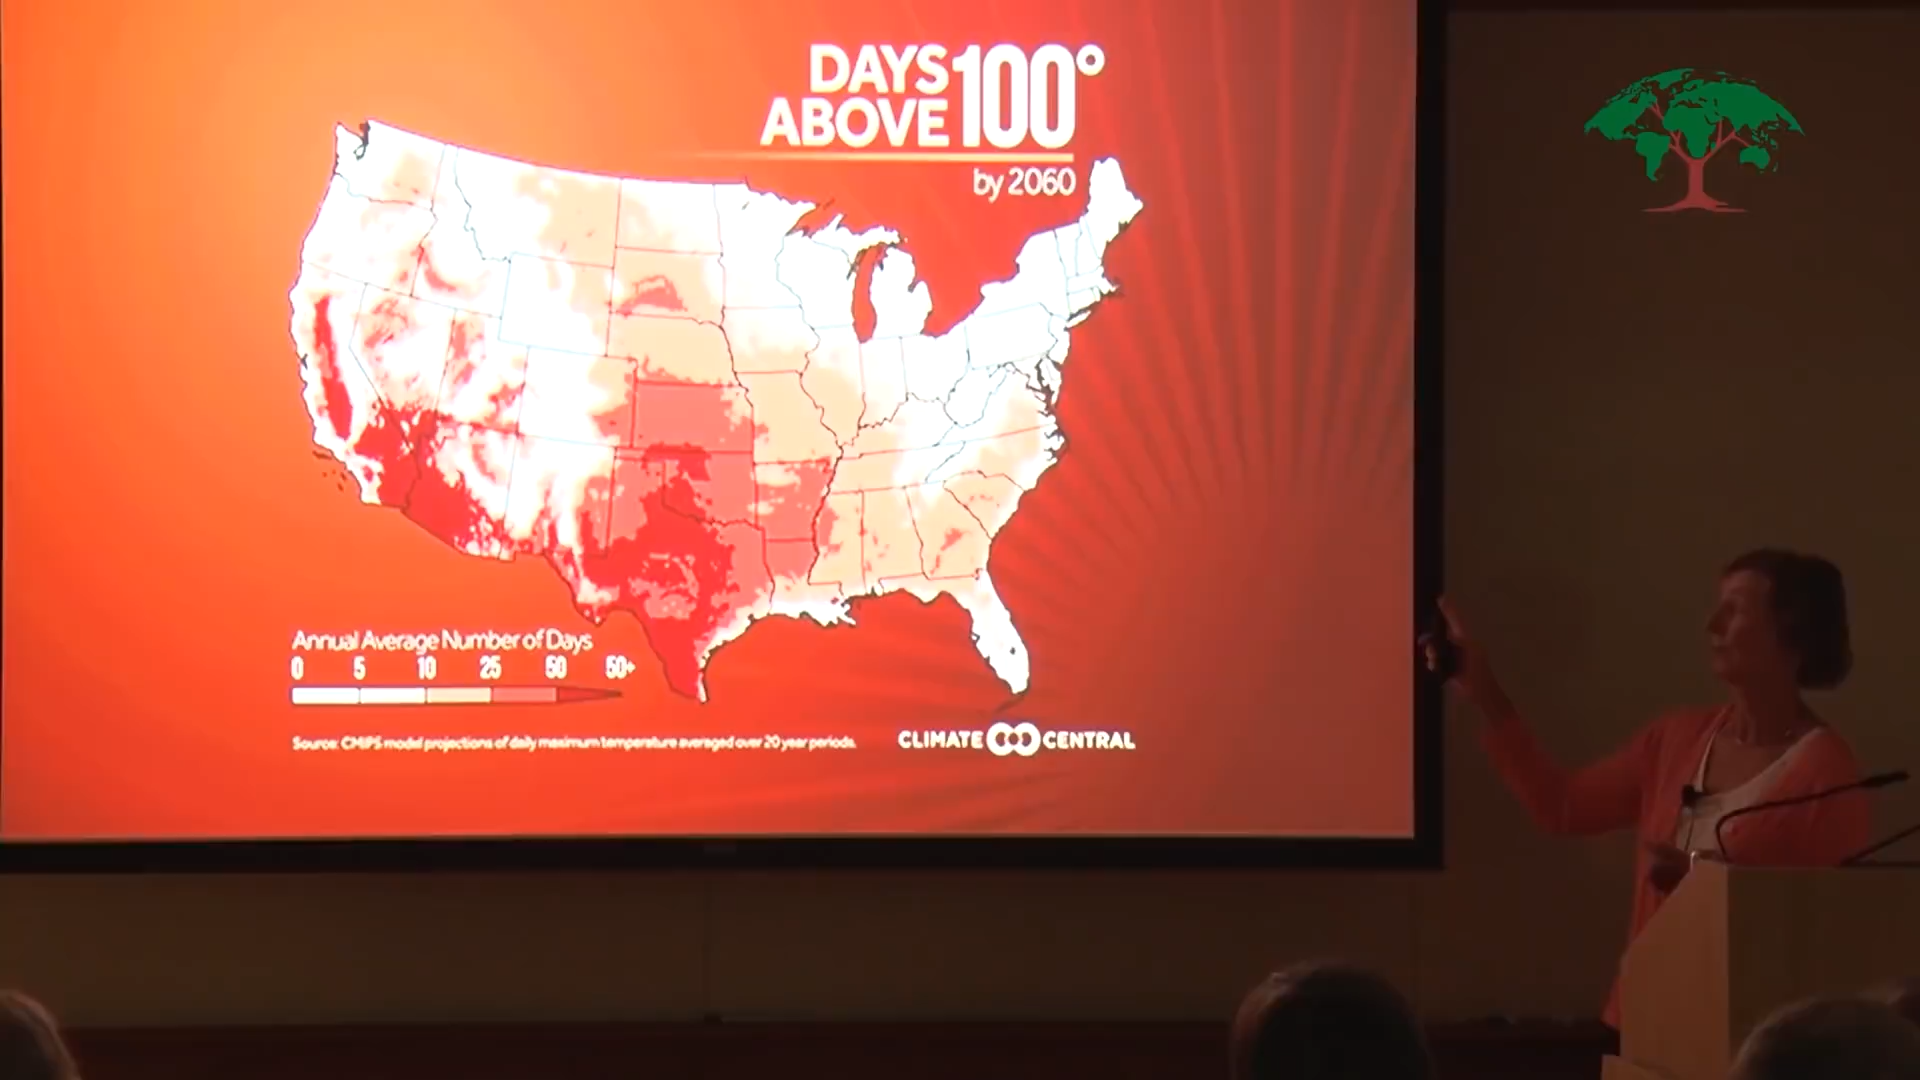 DAYS
ABOVE 100°
by 2060
Annual Average Number of Days
0 5 10 25 50 50+
Source: CMIP5 model projections of daily maximum temperature averaged over 20 year periods.
CLIMATE CENTRAL